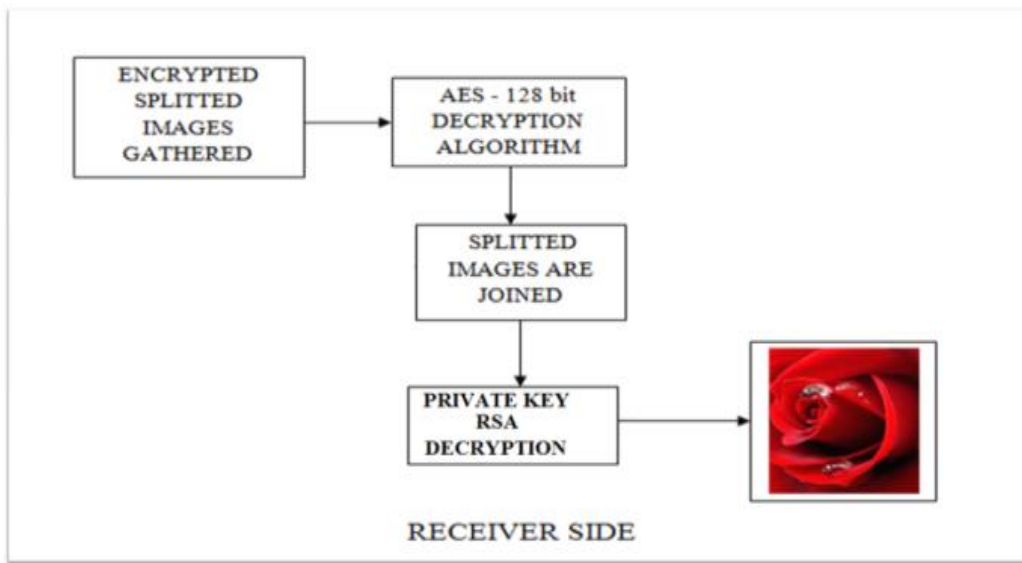 ENCRYPTED
SPLITTED
IMAGES
GATHERED
AES - 128 bit
DECRYPTION
ALGORITHM
SPLITTED
IMAGES ARE
JOINED
PRIVATE KEY
RSA
DECRYPTION
RECEIVER SIDE